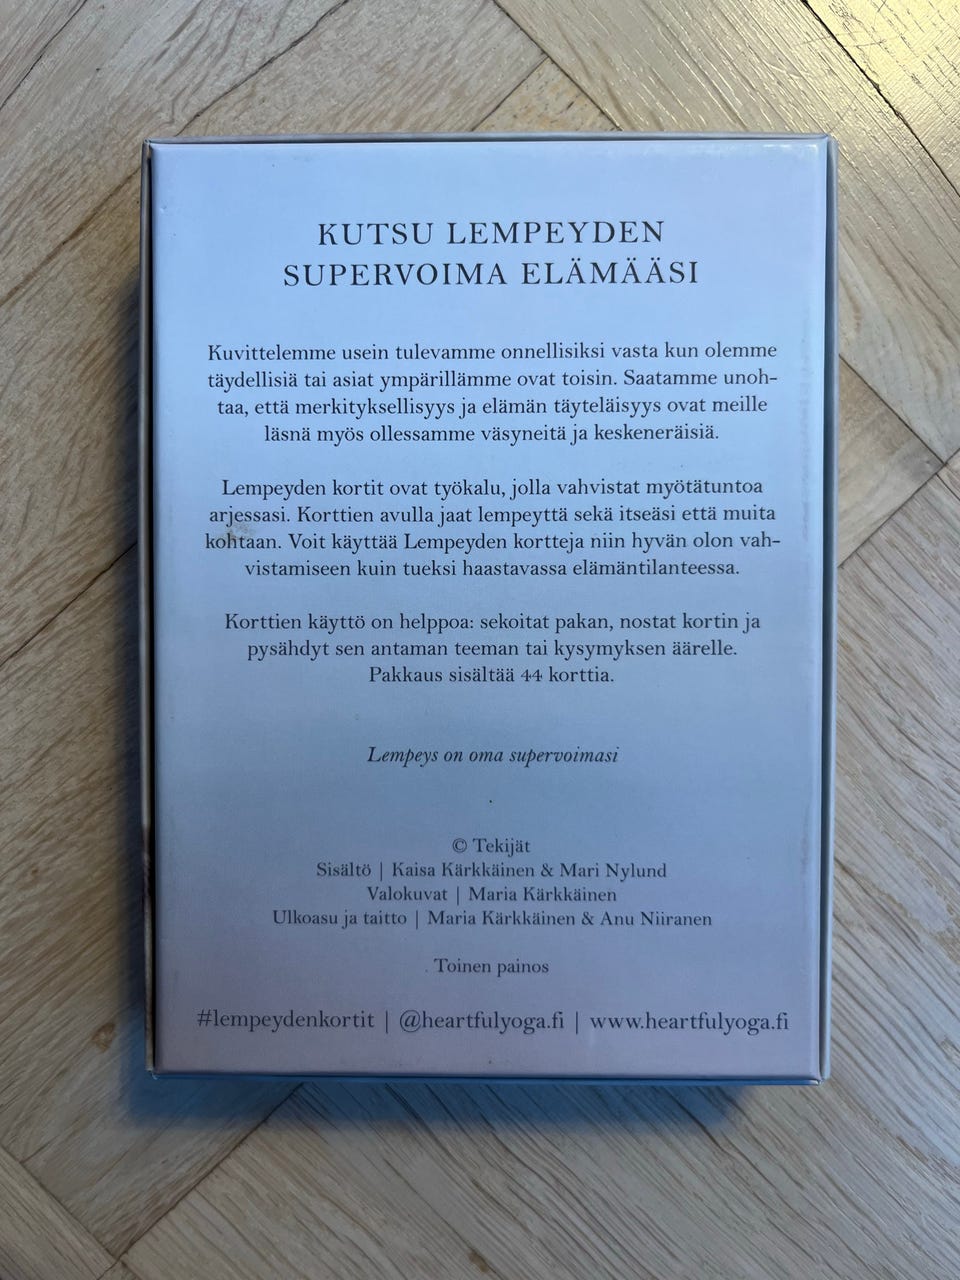 KUTSU LEMPEYDEN
SUPERVOIMA ELÄMÄÄSI
Kuvittelemme usein tulevamme onnellisiksi vasta kun olemme
täydellisiä tai asiat ympärillämme ovat toisin. Saatamme unoh-
taa, että merkityksellisyys ja elämän täyteläisyys ovat meille
läsnä myös ollessamme väsyneitä ja keskeneräisiä.
Lempeyden kortit ovat työkalu, jolla vahvistat myötätuntoa
arjessasi. Korttien avulla jaat lempeyttä sekä itseäsi että muita
kohtaan. Voit käyttää Lempeyden kortteja niin hyvän olon vah-
vistamiseen kuin tueksi haastavassa elämäntilanteessa.
Korttien käyttö on helppoa: sekoitat pakan, nostat kortin ja
pysähdyt sen antaman teeman tai kysymyksen äärelle.
Pakkaus sisältää 44 korttia.
Lempeys on oma supervoimasi
© Tekijät
Sisältö | Kaisa Kärkkäinen & Mari Nylund
Valokuvat | Maria Kärkkäinen
Ulkoasu ja taitto | Maria Kärkkäinen & Anu Niiranen
Toinen painos
#lempeydenkortit | @heartfulyoga.fi | www.heartfulyoga.fi